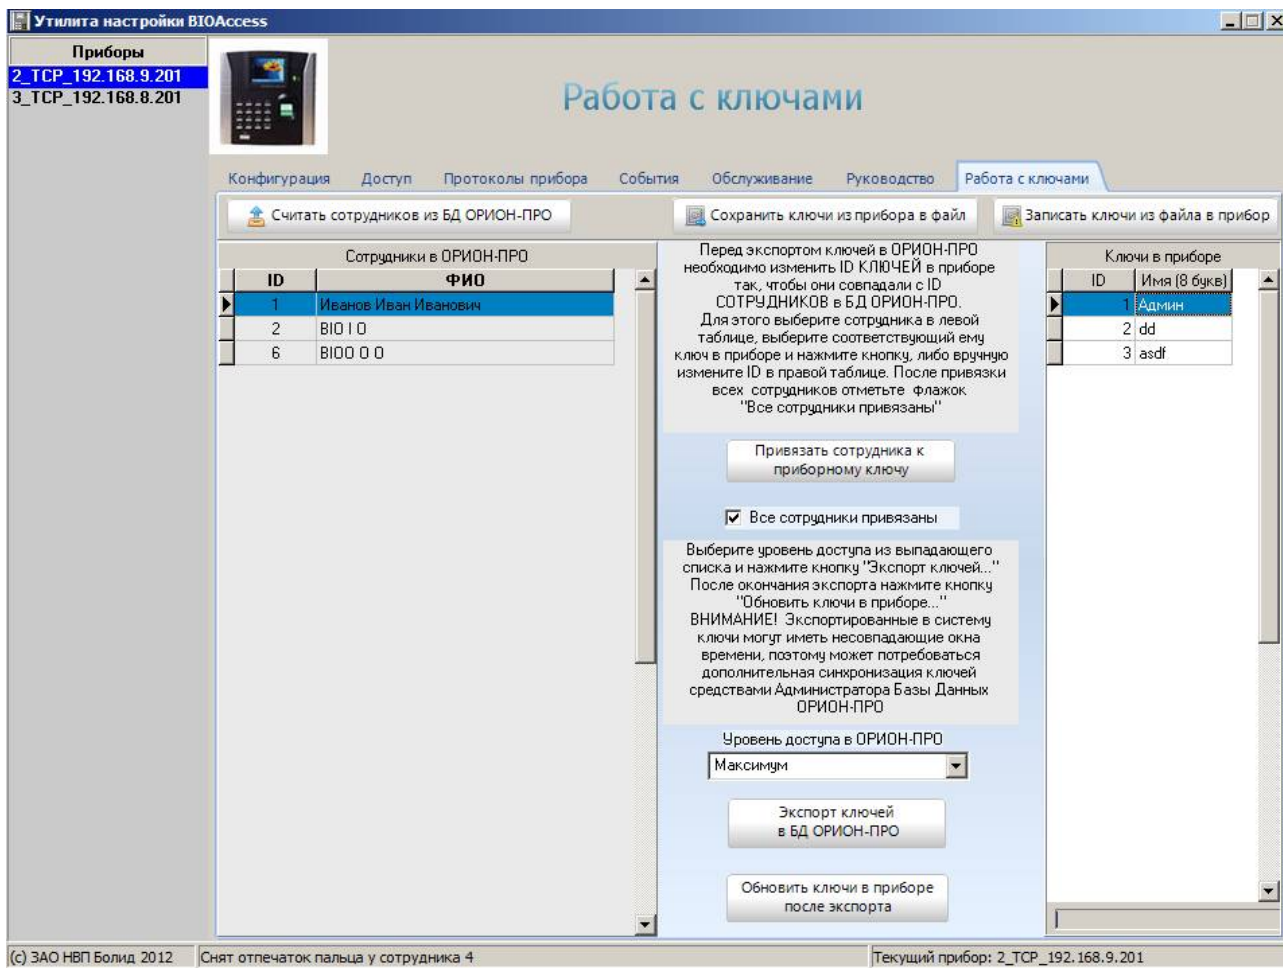 Утилита настройки BIOAccess
Приборы
2_TCP_192.168.9.201
3_TCP_192.168.8.201
Работа с ключами
Конфигурация Доступ Протоколы прибора События Обслуживание Руководство Работа с ключами
Считать сотрудников из БД ОРИОН-ПРО Сохранить ключи из прибора в файл Записать ключи из файла в прибор
Сотрудники в ОРИОН-ПРО
ID ФИО
1 Иванов Иван Иванович
2 BIO I O
6 BIOO O O
Перед экспортом ключей в ОРИОН-ПРО
необходимо изменить ID КЛЮЧЕЙ в приборе
так, чтобы они совпадали с ID
СОТРУДНИКОВ в БД ОРИОН-ПРО.
Для этого выберите сотрудника в левой
таблице, выберите соответствующий ему
ключ в приборе и нажмите кнопку, либо вручную
измените ID в правой таблице. После привязки
всех сотрудников отметьте флажок
"Все сотрудники привязаны"
Привязать сотрудника к
приборному ключу
Все сотрудники привязаны
Выберите уровень доступа из выпадающего
списка и нажмите кнопку "Экспорт ключей..."
После окончания экспорта нажмите кнопку
"Обновить ключи в приборе..."
ВНИМАНИЕ! Экспортированные в систему
ключи могут иметь несовпадающие окна
времени, поэтому может потребоваться
дополнительная синхронизация ключей
средствами Администратора Базы Данных
ОРИОН-ПРО
Уровень доступа в ОРИОН-ПРО
Максимум
Экспорт ключей
в БД ОРИОН-ПРО
Обновить ключи в приборе
после экспорта
Ключи в приборе
ID Имя (8 букв)
1 Админ
2 dd
3 asdf
(c) ЗАО НВП Болид 2012 Снят отпечаток пальца у сотрудника 4 Текущий прибор: 2_TCP_192.168.9.201